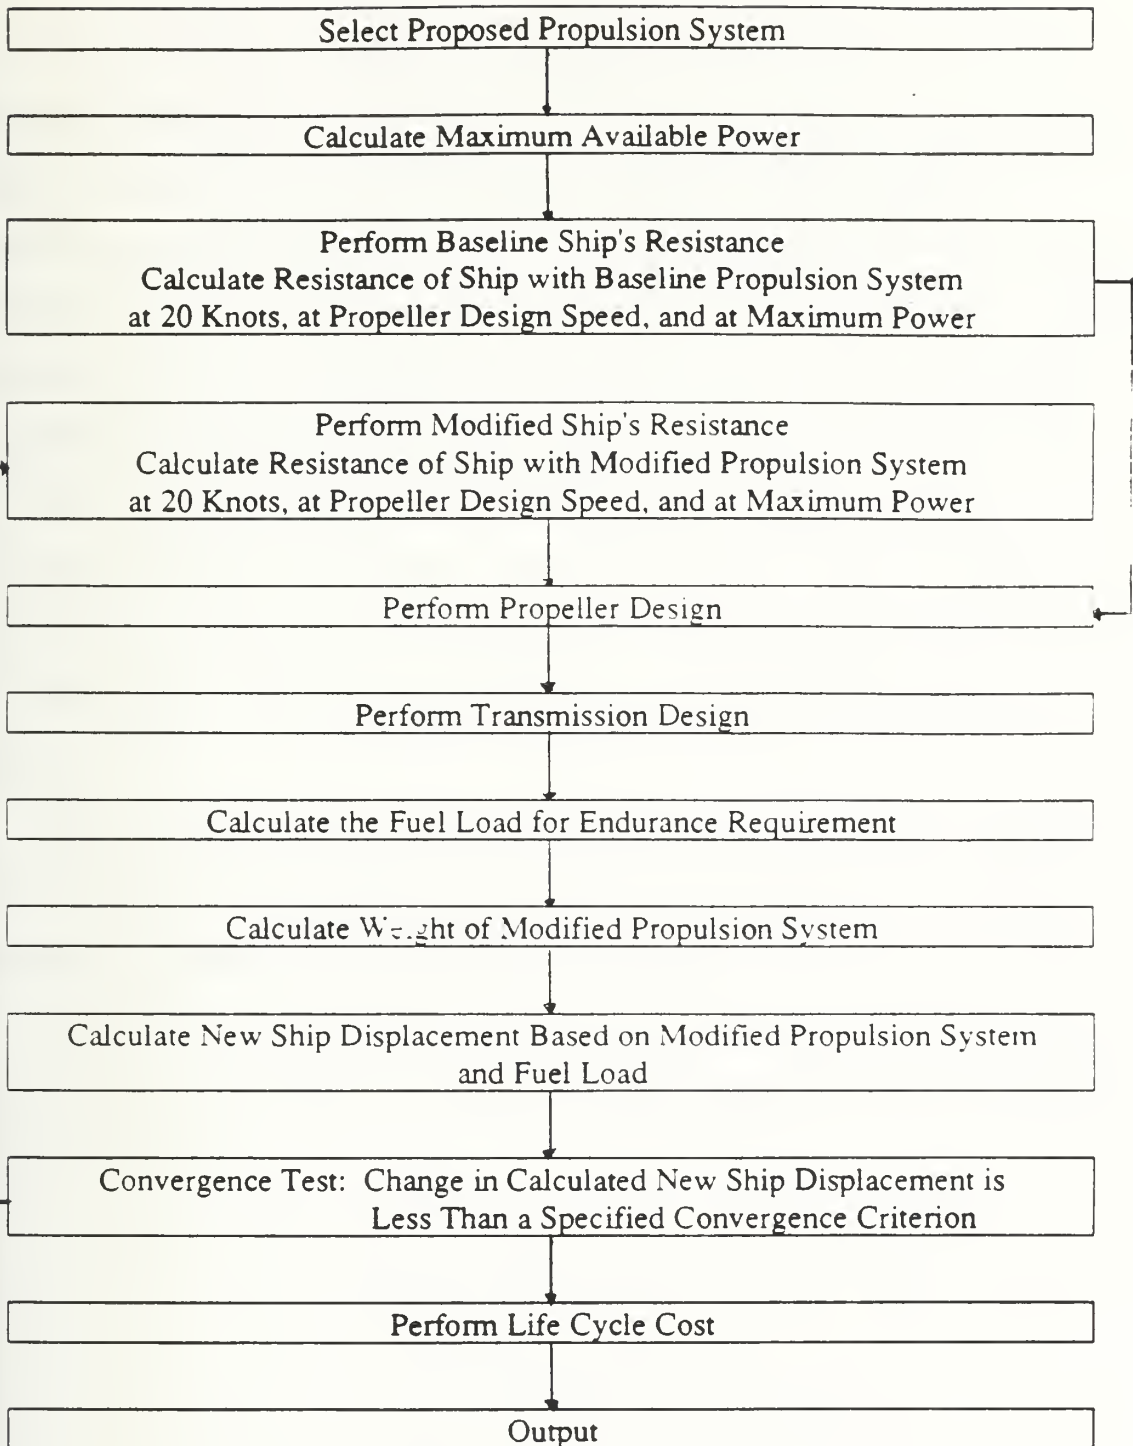 Select Proposed Propulsion System
Calculate Maximum Available Power
Perform Baseline Ship's Resistance
Calculate Resistance of Ship with Baseline Propulsion System
at 20 Knots, at Propeller Design Speed, and at Maximum Power
Perform Modified Ship's Resistance
Calculate Resistance of Ship with Modified Propulsion System
at 20 Knots, at Propeller Design Speed, and at Maximum Power
Perform Propeller Design
Perform Transmission Design
Calculate the Fuel Load for Endurance Requirement
Calculate Weight of Modified Propulsion System
Calculate New Ship Displacement Based on Modified Propulsion System
and Fuel Load
Convergence Test: Change in Calculated New Ship Displacement is
Less Than a Specified Convergence Criterion
Perform Life Cycle Cost
Output